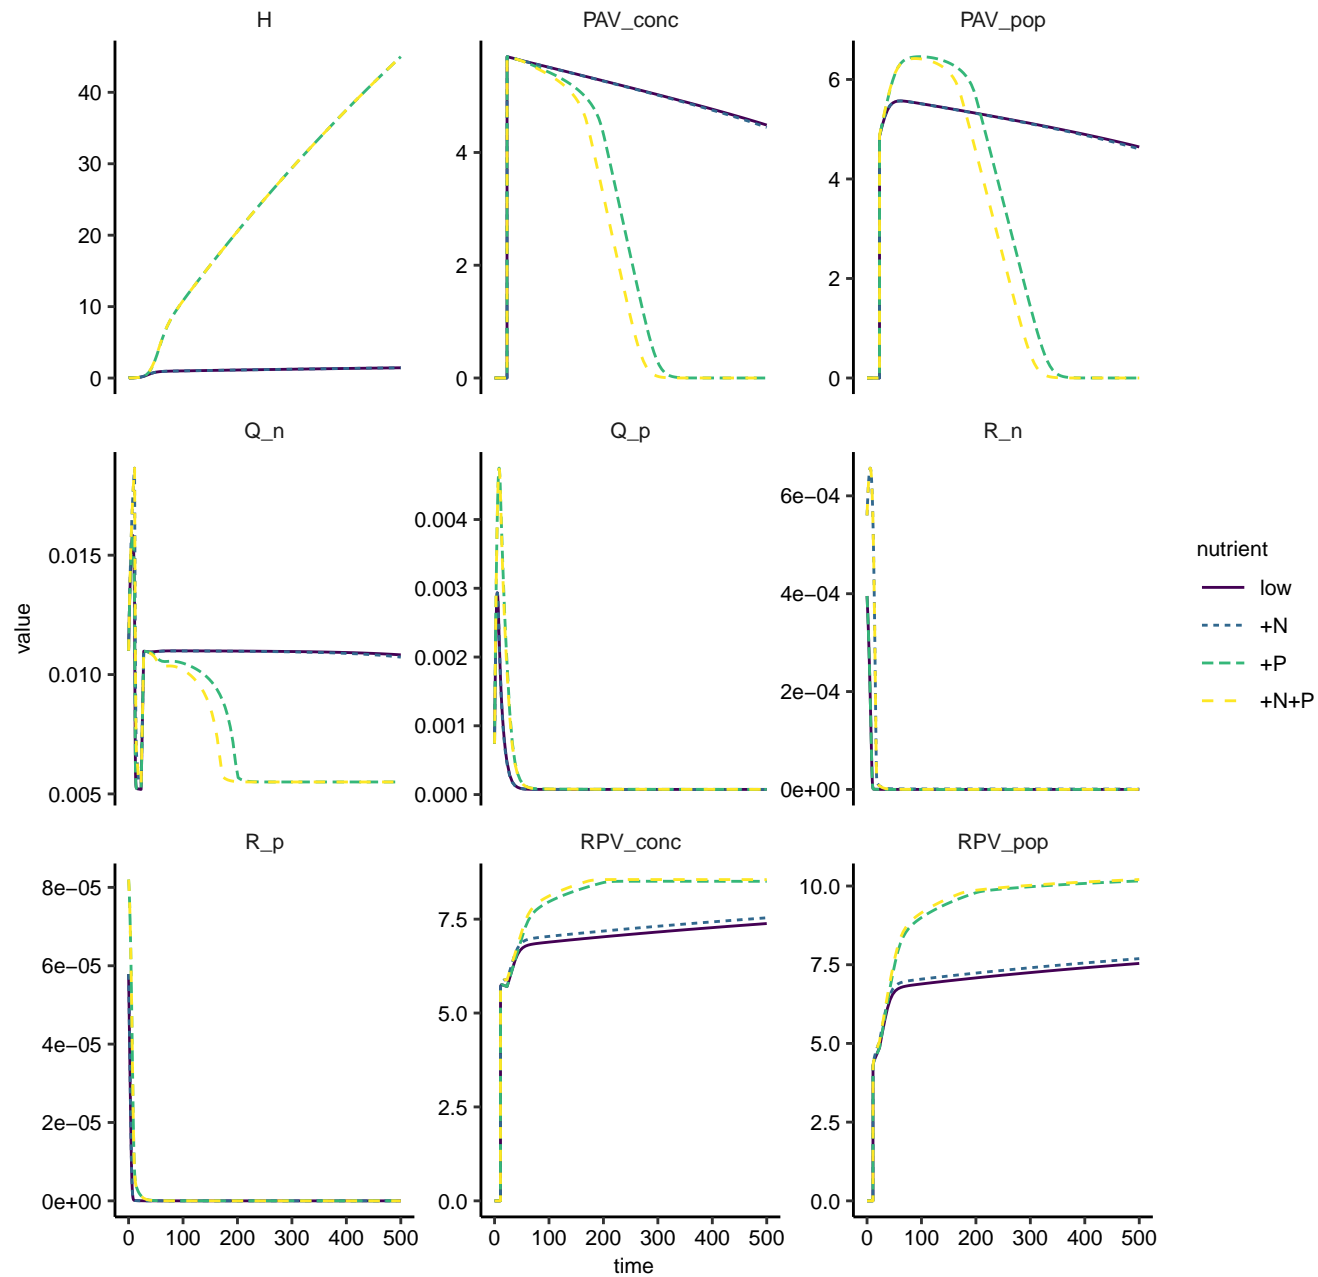 H
PAV_conc
PAV_pop
40
30
20
10
0
4
2
0
6
4
2
0
Q_n
Q_p
R_n
0.015
0.010
0.005
0.004
0.003
0.002
0.001
0.000
6e−04
4e−04
2e−04
0e+00
R_p
RPV_conc
RPV_pop
8e−05
6e−05
4e−05
2e−05
0e+00
7.5
5.0
2.5
0.0
10.0
7.5
5.0
2.5
0.0
0 100 200 300 400 500
0 100 200 300 400 500
0 100 200 300 400 500
time
value
nutrient
low
+N
+P
+N+P